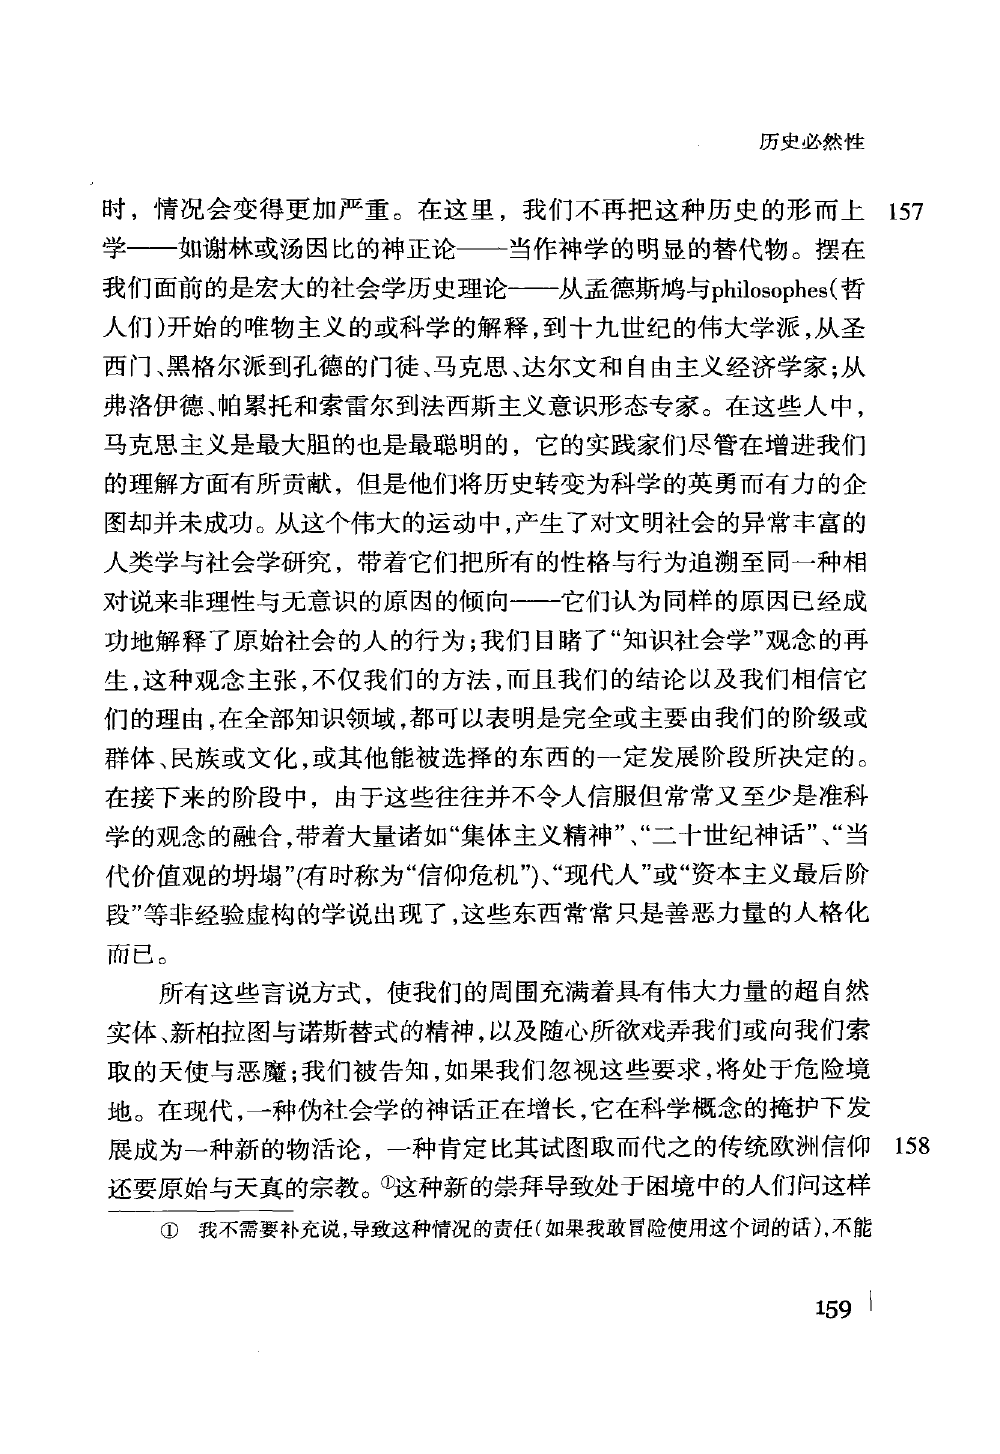 历史必然性
时，情况会变得更加严重。在这里，我们不再把这种历史的形而上 157
学——如谢林或汤因比的神正论——当作神学的明显的替代物。摆在
我们面前的是宏大的社会学历史理论——从孟德斯鸠与philosophes(哲
人们)开始的唯物主义的或科学的解释,到十九世纪的伟大学派,从圣
西门、黑格尔派到孔德的门徒、马克思、达尔文和自由主义经济学家;从
弗洛伊德、帕累托和索雷尔到法西斯主义意识形态专家。在这些人中，
马克思主义是最大胆的也是最聪明的，它的实践家们尽管在增进我们
的理解方面有所贡献，但是他们将历史转变为科学的英勇而有力的企
图却并未成功。从这个伟大的运动中,产生了对文明社会的异常丰富的
人类学与社会学研究，带着它们把所有的性格与行为追溯至同一种相
对说来非理性与无意识的原因的倾向——它们认为同样的原因已经成
功地解释了原始社会的人的行为;我们目睹了“知识社会学”观念的再
生,这种观念主张,不仅我们的方法,而且我们的结论以及我们相信它
们的理由,在全部知识领域,都可以表明是完全或主要由我们的阶级或
群体、民族或文化,或其他能被选择的东西的一定发展阶段所决定的。
在接下来的阶段中，由于这些往往并不令人信服但常常又至少是准科
学的观念的融合,带着大量诸如“集体主义精神”、“二十世纪神话”、“当
代价值观的坍塌”(有时称为“信仰危机”)、“现代人”或“资本主义最后阶
段”等非经验虚构的学说出现了,这些东西常常只是善恶力量的人格化
而已。
所有这些言说方式，使我们的周围充满着具有伟大力量的超自然
实体、新柏拉图与诺斯替式的精神,以及随心所欲戏弄我们或向我们索
取的天使与恶魔;我们被告知,如果我们忽视这些要求,将处于危险境
地。在现代,一种伪社会学的神话正在增长,它在科学概念的掩护下发
展成为一种新的物活论，一种肯定比其试图取而代之的传统欧洲信仰 158
还要原始与天真的宗教。①这种新的崇拜导致处于困境中的人们问这样
① 我不需要补充说,导致这种情况的责任(如果我敢冒险使用这个词的话),不能
159